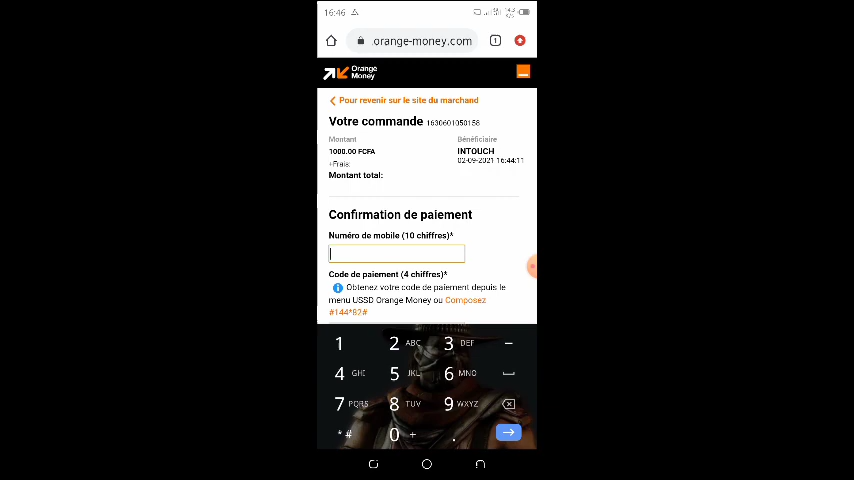 16:46 14.3 K/s
.orange-money.com 1
Orange Money
Pour revenir sur le site du marchand
Votre commande 1630601050158
Montant Bénéficiaire
1000.00 FCFA INTOUCH
+Frais: 02-09-2021 16:44:11
Montant total:
Confirmation de paiement
Numéro de mobile (10 chiffres)*
Code de paiement (4 chiffres)*
Obtenez votre code de paiement depuis le
menu USSD Orange Money ou Composez
#144*82#
1 2 ABC 3 DEF –
4 GHI 5 JKL 6 MNO
7 PQRS 8 TUV 9 WXYZ
* # 0 + .